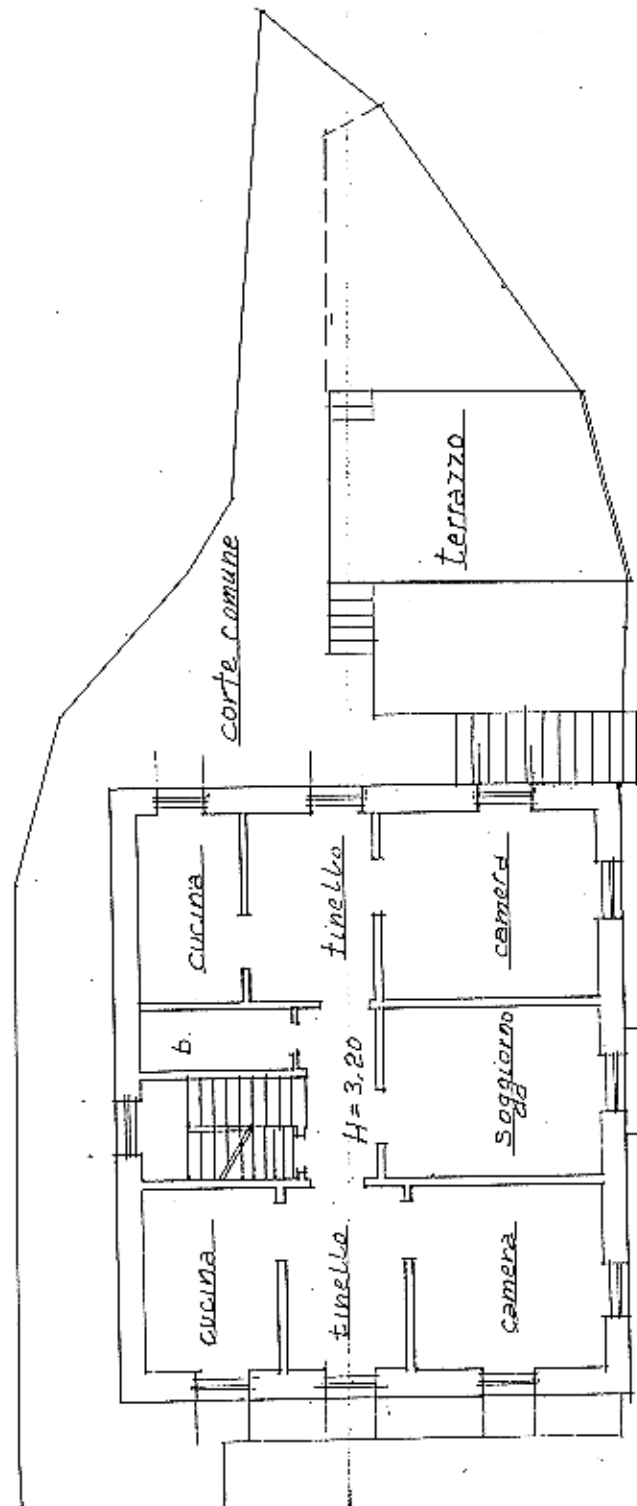 terrazzo
corte comune
cucina
tinello
camera
b.
H=3,20
soggiorno
cucina
tinello
camera